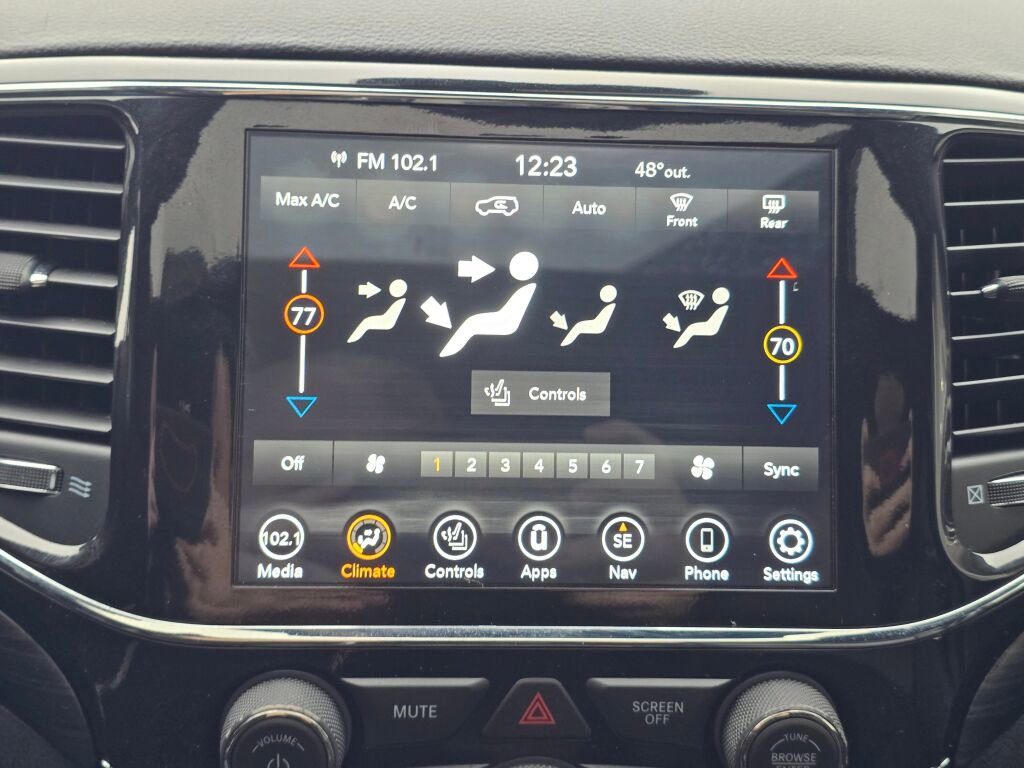 FM 102.1 12:23 48° out.
Max A/C A/C Auto Front Rear
77 70
Controls
Off 1 2 3 4 5 6 7 Sync
102.1 SE
Media Climate Controls Apps Nav Phone Settings
MUTE SCREEN OFF
VOLUME TUNE
BROWSE